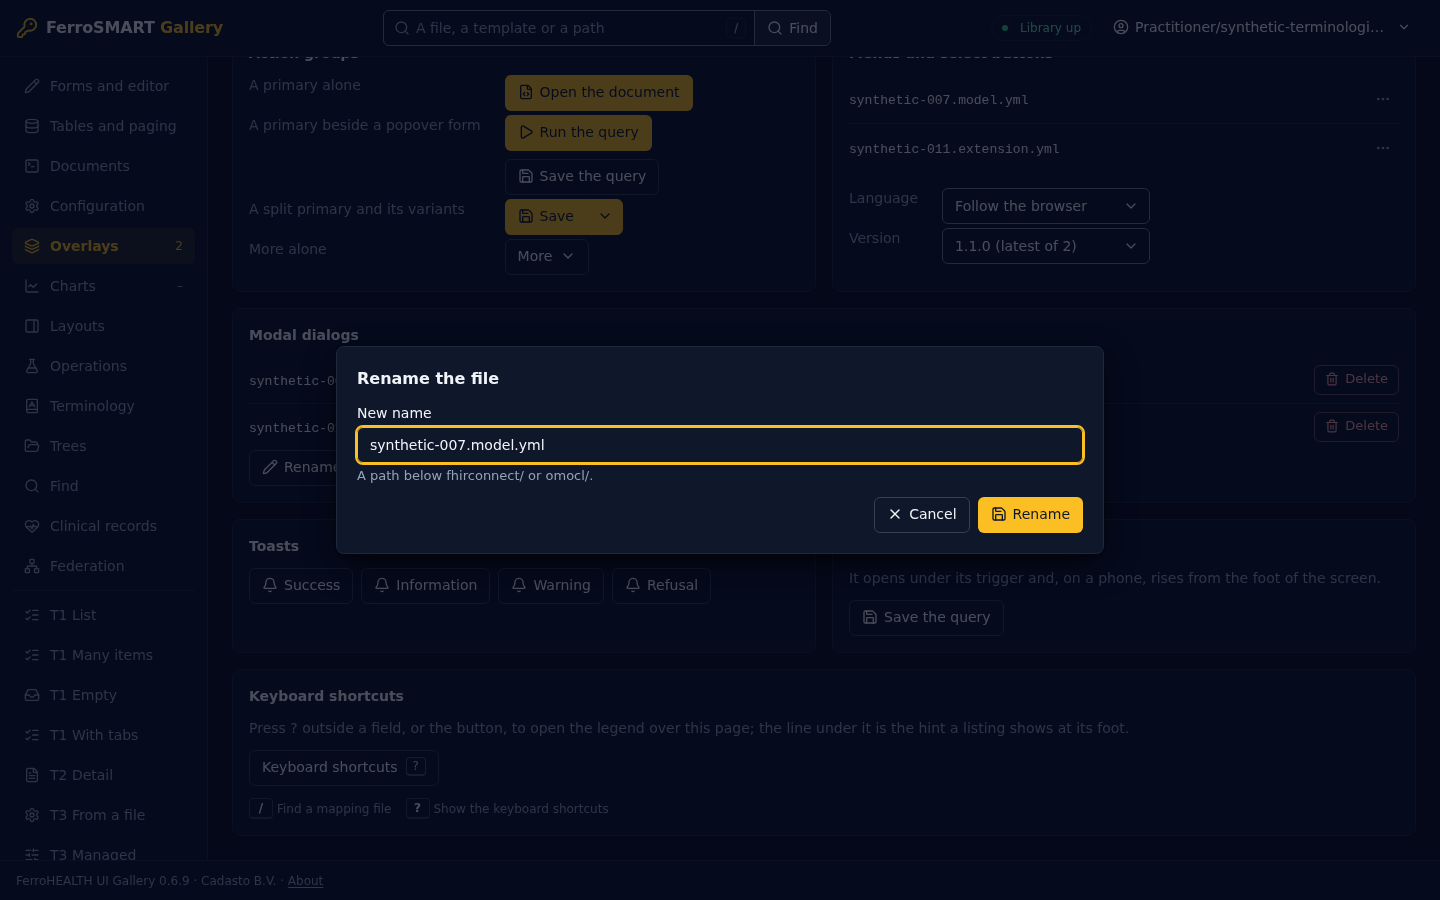 FerroSMART Gallery
A file, a template or a path
/
Find
Library up
Practitioner/synthetic-terminologi...
Forms and editor
Tables and paging
Documents
Configuration
Overlays 2
Charts –
Layouts
Operations
Terminology
Trees
Find
Clinical records
Federation
T1 List
T1 Many items
T1 Empty
T1 With tabs
T2 Detail
T3 From a file
T3 Managed
A primary alone
Open the document
A primary beside a popover form
Run the query
Save the query
A split primary and its variants
Save
More alone
More
synthetic-007.model.yml
synthetic-011.extension.yml
Language
Follow the browser
Version
1.1.0 (latest of 2)
Modal dialogs
Delete
Delete
Rename the file
New name
synthetic-007.model.yml
A path below fhirconnect/ or omocl/.
Cancel
Rename
Toasts
Success
Information
Warning
Refusal
It opens under its trigger and, on a phone, rises from the foot of the screen.
Save the query
Keyboard shortcuts
Press ? outside a field, or the button, to open the legend over this page; the line under it is the hint a listing shows at its foot.
Keyboard shortcuts ?
/ Find a mapping file ? Show the keyboard shortcuts
FerroHEALTH UI Gallery 0.6.9 · Cadasto B.V. · About